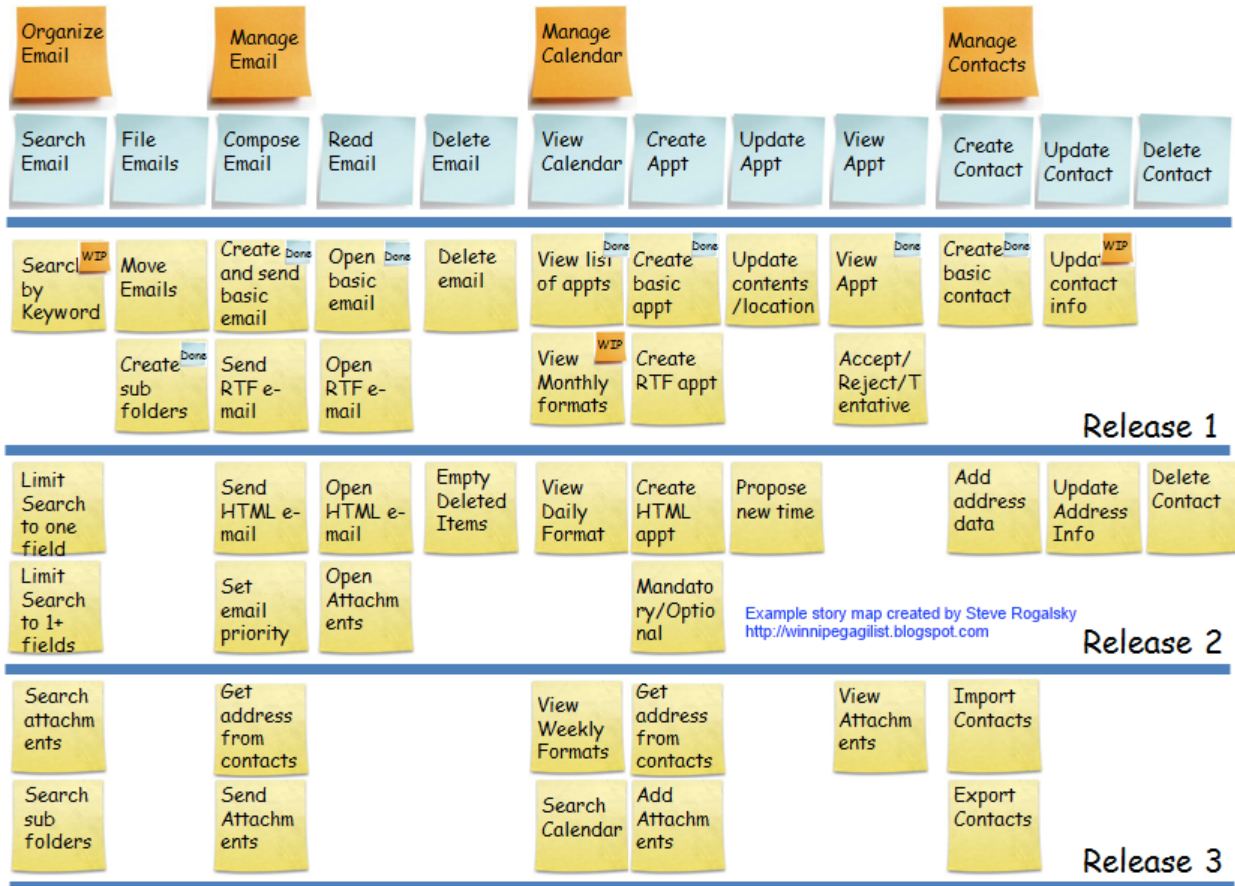 Organize
Email
Manage
Email
Manage
Calendar
Manage
Contacts
Search
Email
File
Emails
Compose
Email
Read
Email
Delete
Email
View
Calendar
Create
Appt
Update
Appt
View
Appt
Create
Contact
Update
Contact
Delete
Contact
Search
by
Keyword
WIP
Move
Emails
Create
and send
basic
email
Done
Open
basic
email
Done
Delete
email
View list
of appts
Done
Create
basic
appt
Done
Update
contents
/location
View
Appt
Done
Create
basic
contact
Done
Update
contact
info
WIP
Create
sub
folders
Done
Send
RTF e-
mail
Open
RTF e-
mail
View
Monthly
formats
WIP
Create
RTF appt
Accept/
Reject/T
entative
Release 1
Limit
Search
to one
field
Send
HTML e-
mail
Open
HTML e-
mail
Empty
Deleted
Items
View
Daily
Format
Create
HTML
appt
Propose
new time
Add
address
data
Update
Address
Info
Delete
Contact
Limit
Search
to 1+
fields
Set
email
priority
Open
Attachm
ents
Mandato
ry/Optio
nal
Example story map created by Steve Rogalsky
http://winnipegagilist.blogspot.com
Release 2
Search
attachm
ents
Get
address
from
contacts
View
Weekly
Formats
Get
address
from
contacts
View
Attachm
ents
Import
Contacts
Search
sub
folders
Send
Attachm
ents
Search
Calendar
Add
Attachm
ents
Export
Contacts
Release 3